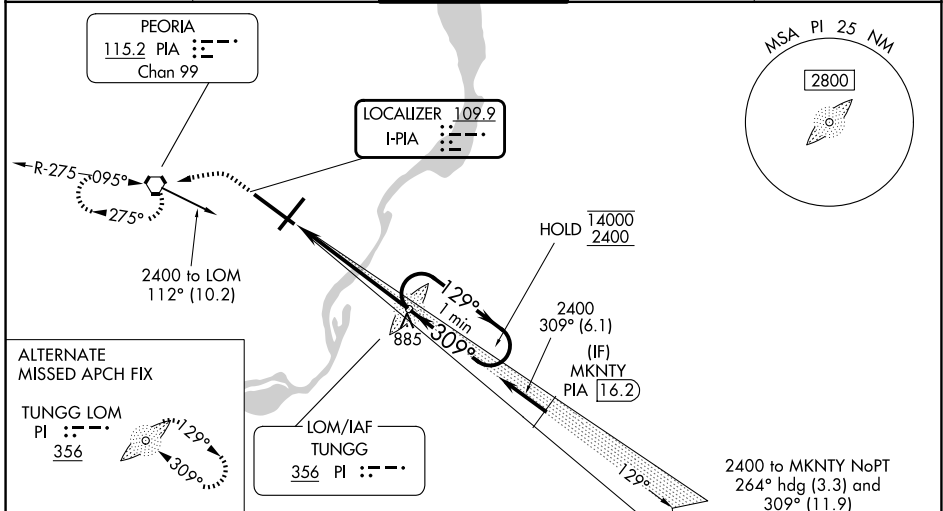 PEORIA
115.2 PIA
Chan 99
LOCALIZER 109.9
I-PIA
MSA PI 25 NM
2800
R-275
095°
275°
2400 to LOM
112° (10.2)
HOLD 14000
2400
129°
1 min
309°
885
2400
309° (6.1)
(IF)
MKNTY
PIA 16.2
ALTERNATE
MISSED APCH FIX
TUNGG LOM
PI
356
129°
309°
LOM/IAF
TUNGG
356 PI
129°
2400 to MKNTY NoPT
264° hdg (3.3) and
309° (11.9)